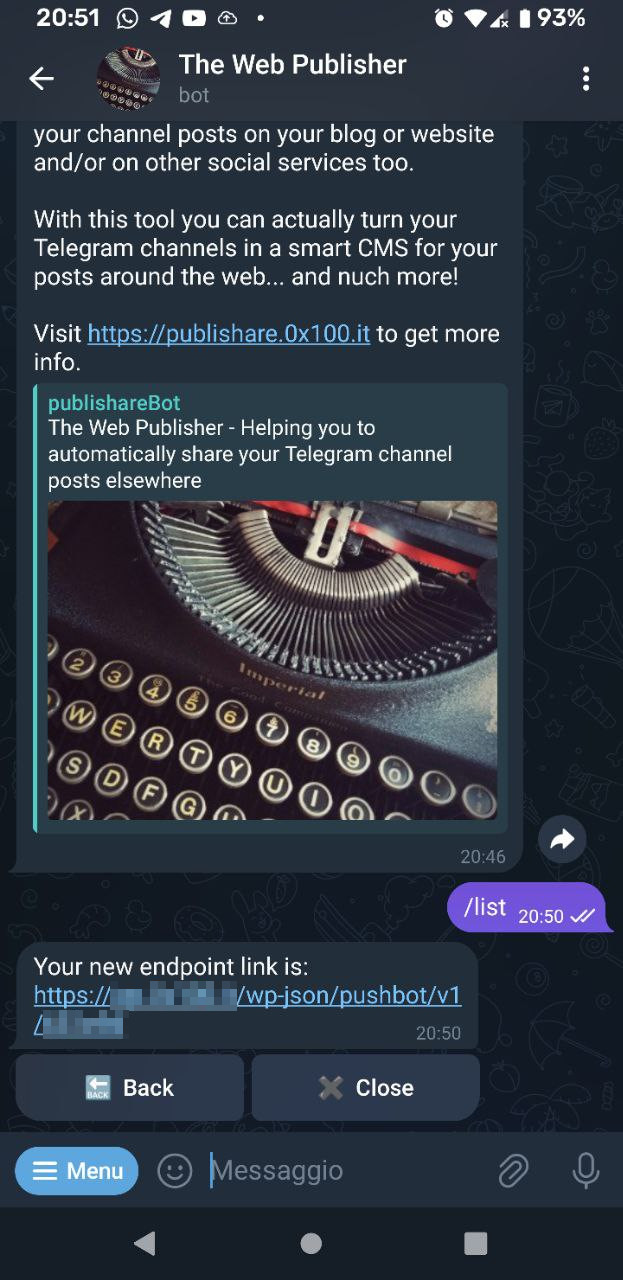 20:51 93%
The Web Publisher
bot
your channel posts on your blog or website
and/or on other social services too.
With this tool you can actually turn your
Telegram channels in a smart CMS for your
posts around the web... and nuch more!
Visit https://publishare.0x100.it to get more
info.
publishareBot
The Web Publisher - Helping you to
automatically share your Telegram channel
posts elsewhere
Imperial
The Good Companion
2 3 4 5 6 7 8 9 0
W E R T Y U I O
S D F G
X
20:46
/list 20:50
Your new endpoint link is:
https:// /wp-json/pushbot/v1
/
20:50
BACK Back
Close
Menu
Messaggio